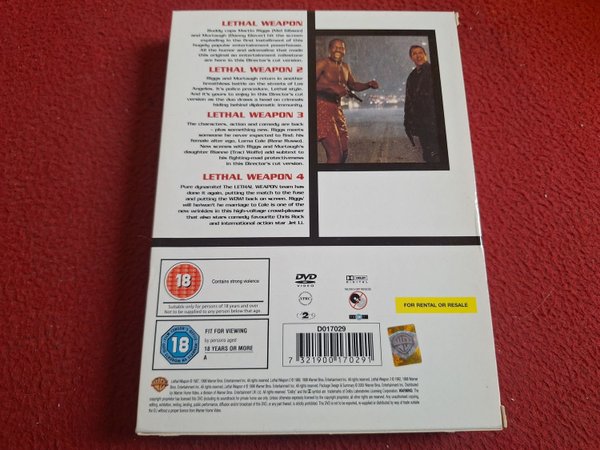 LETHAL WEAPON
Buddy cops Martin Riggs (Mel Gibson)
and Murtaugh (Danny Glover) hit the screen
exploding in the first installment of this
hugely popular entertainment powerhouse.
All the humor and adrenaline that made
this original an entertainment milestone
are here in this Director's cut version.
LETHAL WEAPON 2
Riggs and Murtaugh return in another
breathless battle on the streets of Los
Angeles. It's police procedure, Lethal style.
And it's yours to enjoy in this Director's cut
version as the duo draws a bead on criminals
hiding behind diplomatic immunity.
LETHAL WEAPON 3
The characters, action and comedy are back
- plus something new. Riggs meets
someone he never expected to find: his
female alter ego, Lorna Cole (Rene Russo).
New scenes with Riggs and Murtaugh's
daughter Rianne (Traci Wolfe) add subtext to
his fighting-road protectiveness
in this Director's cut version.
LETHAL WEAPON 4
Pure dynamite! The LETHAL WEAPON team has
done it again, putting the match to the fuse
and putting the WOW! back on screen. Riggs'
will he/won't he marriage to Cole is one of the
new wrinkles in this high-voltage crowd-pleaser
that also stars comedy favourite Chris Rock
and international action star Jet Li.
18
Contains strong violence
Suitable only for persons of 18 years and over
Not to be supplied to any person below that age.
18
FIT FOR VIEWING
by persons aged
18 YEARS OR MORE
A
DVD
VIDEO
DOLBY
DIGITAL
2
FOR RENTAL OR RESALE
D017029
7 321900 170291